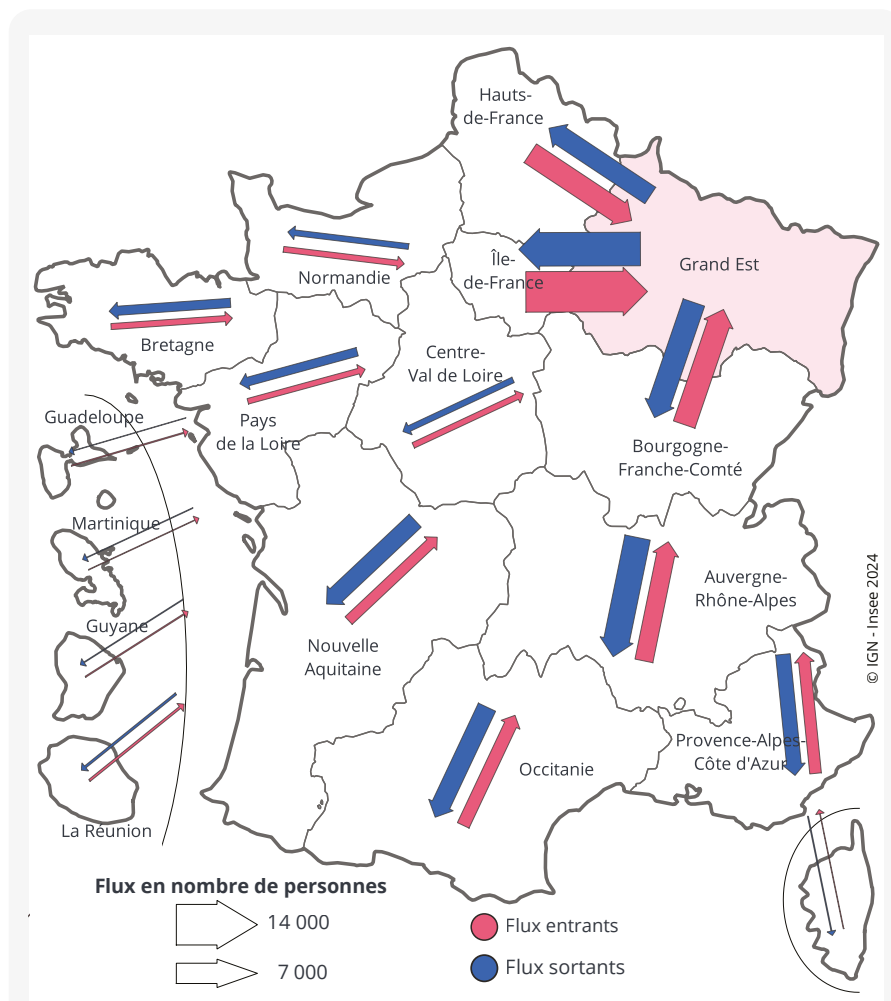 Hauts-
de-France
Île-
de-France
Grand Est
Normandie
Bretagne
Centre-
Val de Loire
Guadeloupe
Pays
de la Loire
Bourgogne-
Franche-Comté
Martinique
Auvergne-
Rhône-Alpes
Guyane
Nouvelle
Aquitaine
Provence-Alpes-
Côte d'Azur
Occitanie
La Réunion
© IGN - Insee 2024
Flux en nombre de personnes
14 000
7 000
Flux entrants
Flux sortants